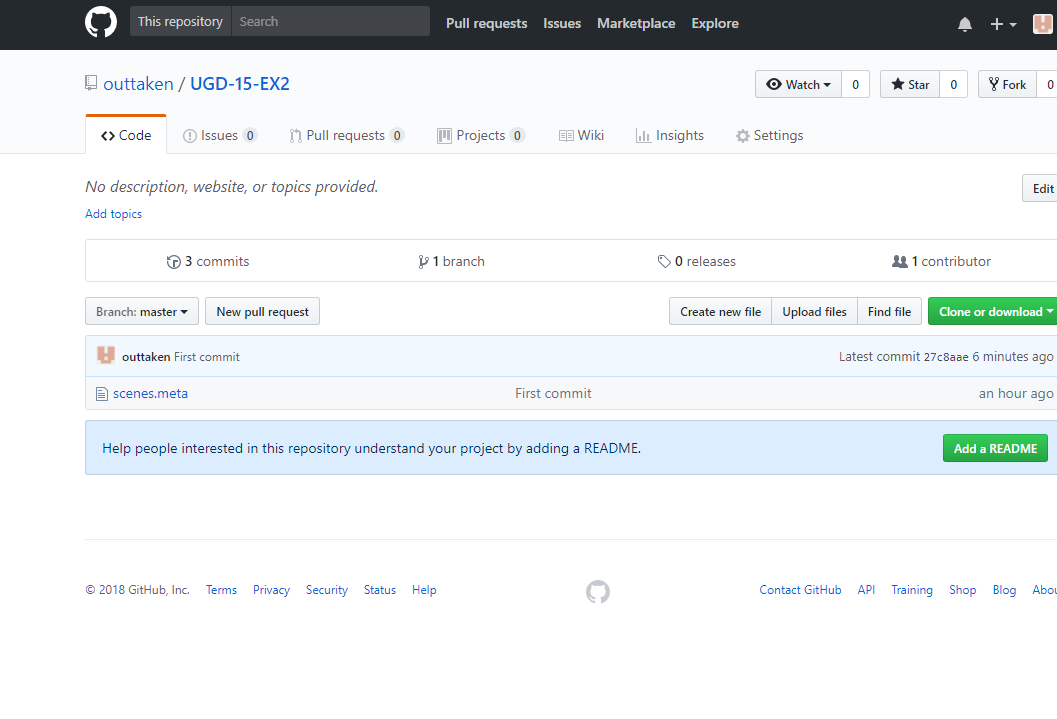 This repository Search Pull requests Issues Marketplace Explore
outtaken / UGD-15-EX2 Watch 0 Star 0 Fork 0
Code Issues 0 Pull requests 0 Projects 0 Wiki Insights Settings
No description, website, or topics provided. Edit
Add topics
3 commits 1 branch 0 releases 1 contributor
Branch: master New pull request Create new file Upload files Find file Clone or download
outtaken First commit Latest commit 27c8aae 6 minutes ago
scenes.meta First commit an hour ago
Help people interested in this repository understand your project by adding a README. Add a README
© 2018 GitHub, Inc. Terms Privacy Security Status Help Contact GitHub API Training Shop Blog Abou